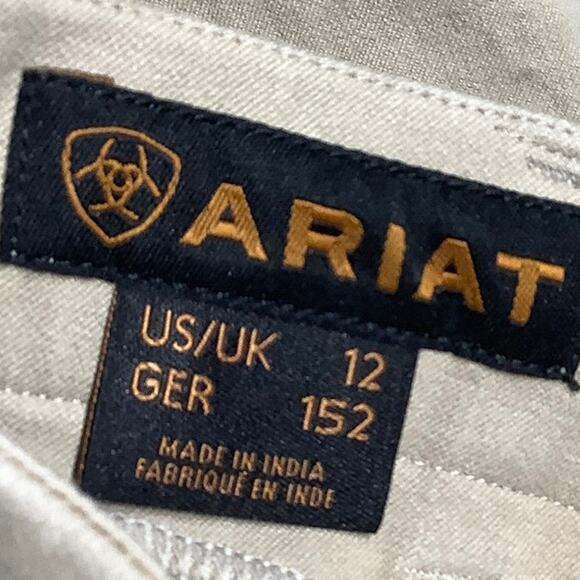 ARIAT
US/UK 12
GER 152
MADE IN INDIA
FABRIQUÉ EN INDE